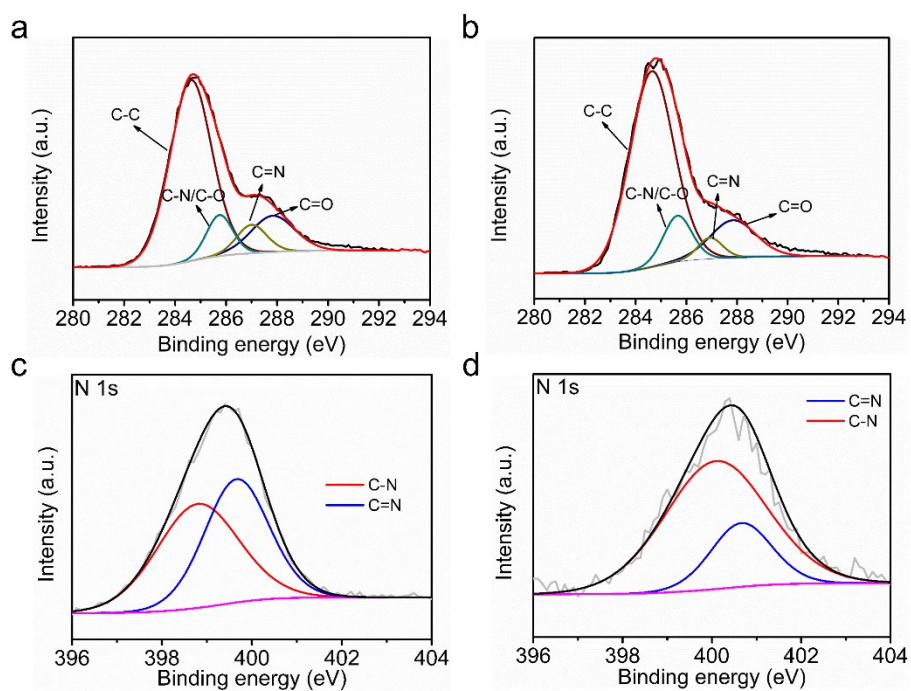 a
Intensity (a.u.)
C-C
C-N/C-O
C=N
C=O
280 282 284 286 288 290 292 294
Binding energy (eV)
b
Intensity (a.u.)
C-C
C-N/C-O
C=N
C=O
280 282 284 286 288 290 292 294
Binding energy (eV)
c
N 1s
Intensity (a.u.)
C-N
C=N
396 398 400 402 404
Binding energy (eV)
d
N 1s
Intensity (a.u.)
C=N
C-N
396 398 400 402 404
Binding energy (eV)